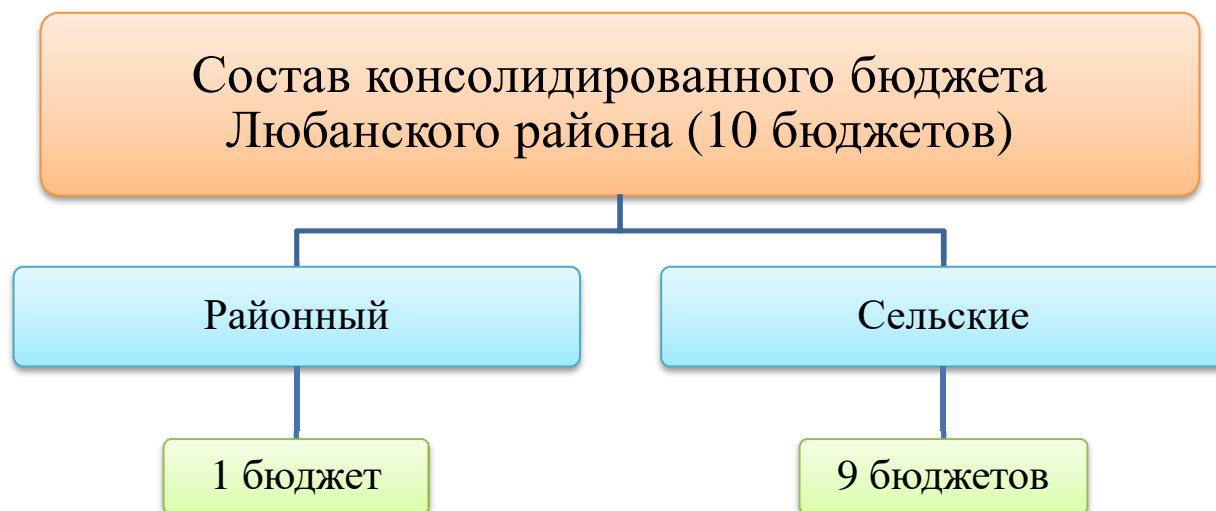 Состав консолидированного бюджета
Любанского района (10 бюджетов)
Районный
Сельские
1 бюджет
9 бюджетов